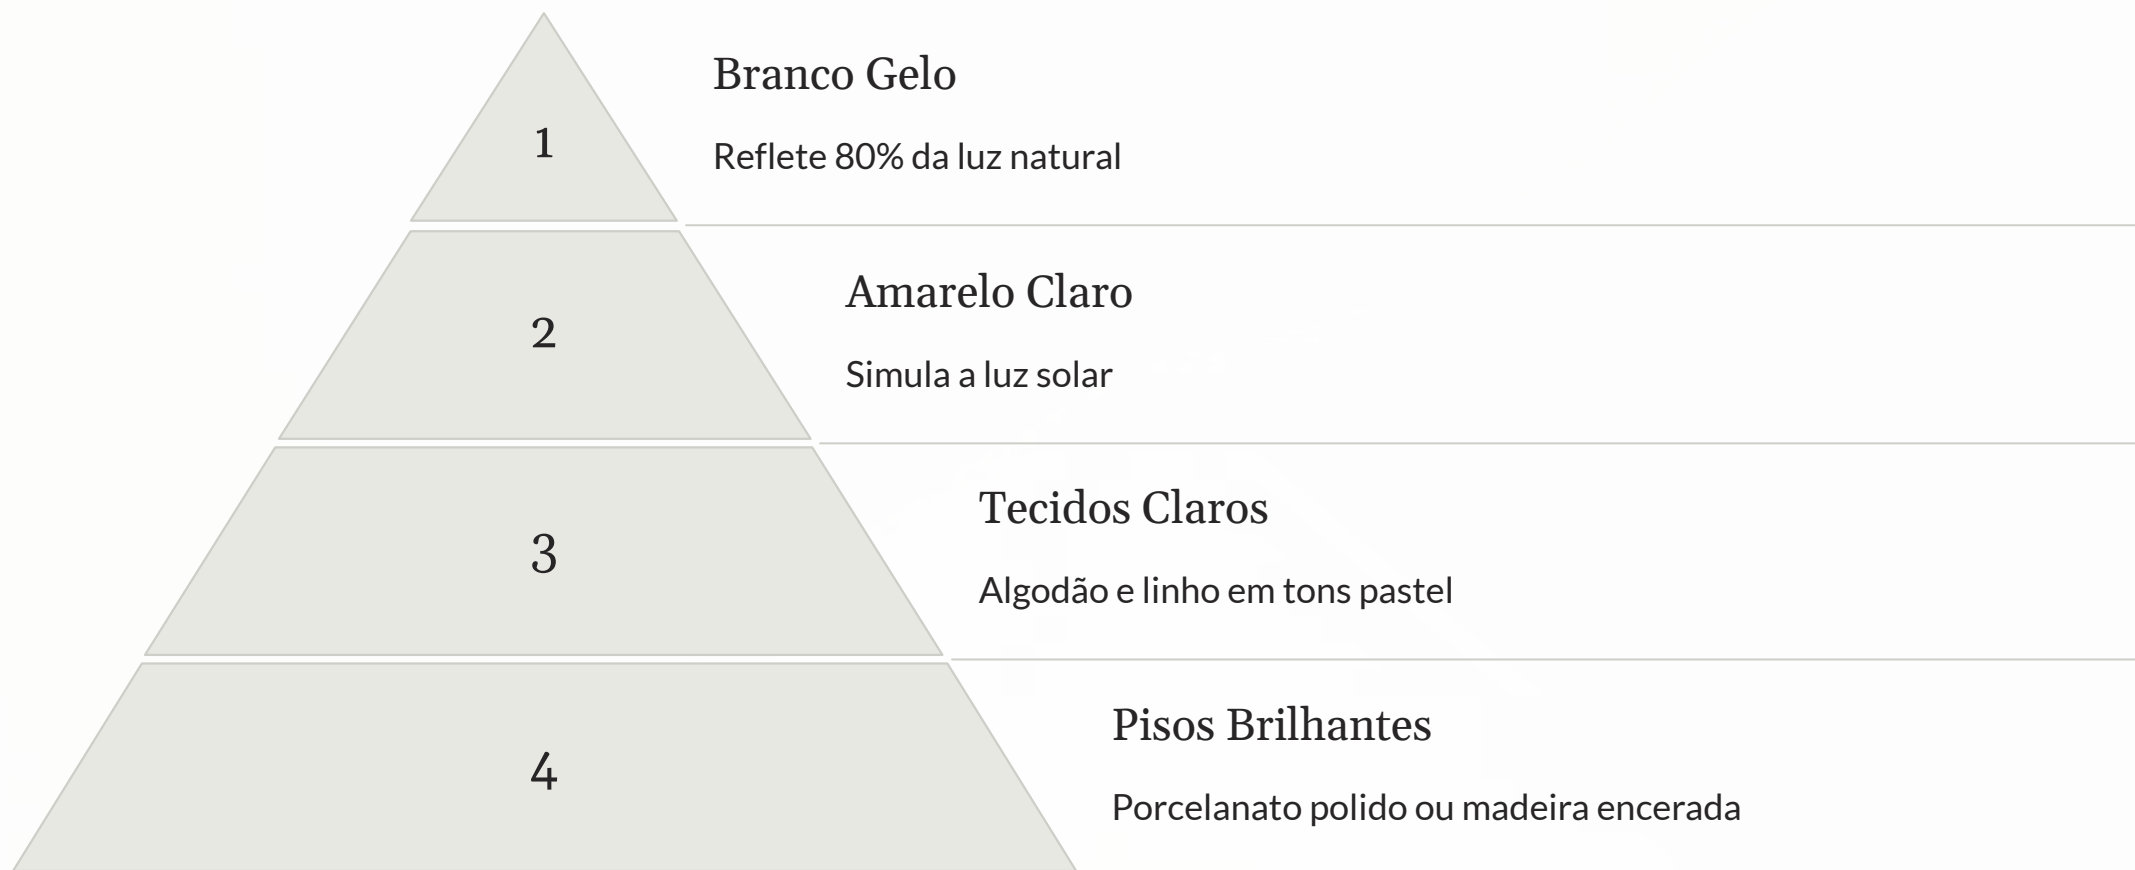 1
Branco Gelo
Reflete 80% da luz natural
2
Amarelo Claro
Simula a luz solar
3
Tecidos Claros
Algodão e linho em tons pastel
4
Pisos Brilhantes
Porcelanato polido ou madeira encerada